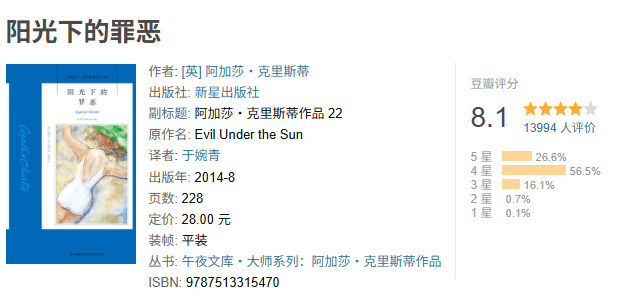 阳光下的罪恶
阳 光 下 的
罪 恶
Agatha Christie
作者: [英] 阿加莎・克里斯蒂
出版社: 新星出版社
副标题: 阿加莎・克里斯蒂作品 22
原作名: Evil Under the Sun
译者: 于婉青
出版年: 2014-8
页数: 228
定价: 28.00 元
装帧: 平装
丛书: 午夜文库・大师系列：阿加莎・克里斯蒂作品
ISBN: 9787513315470
豆瓣评分
8.1
13994 人评价
5 星 26.6%
4 星 56.5%
3 星 16.1%
2 星 0.7%
1 星 0.1%